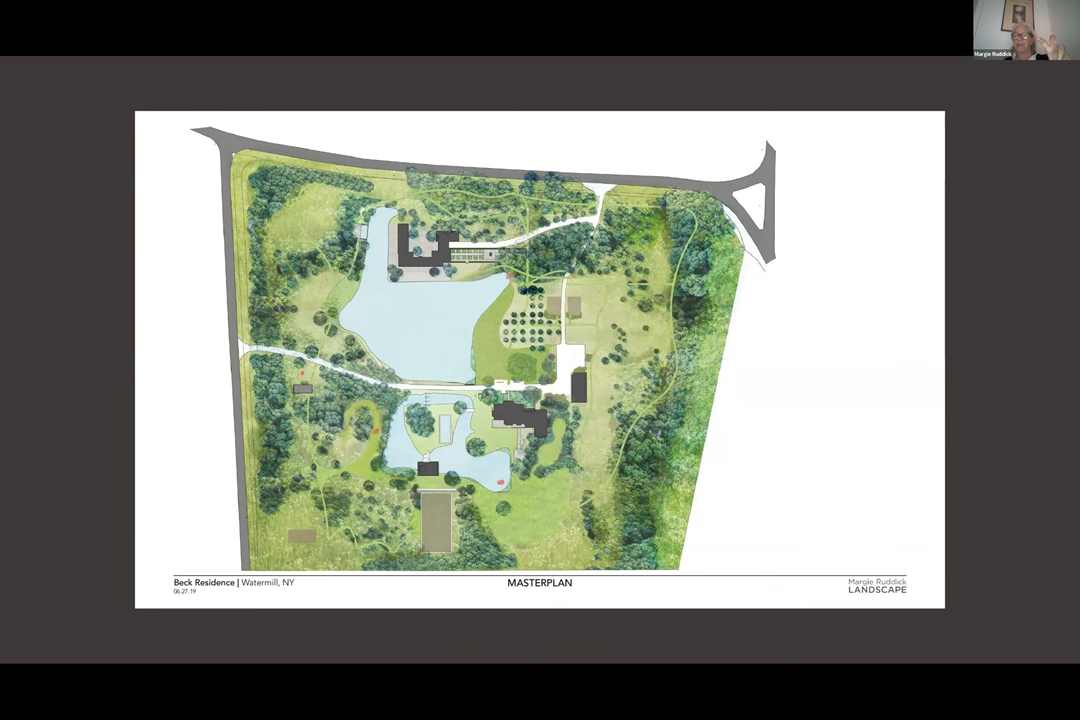 Margie Ruddick
Beck Residence | Watermill, NY
06.27.19
MASTERPLAN
Margie Ruddick
LANDSCAPE